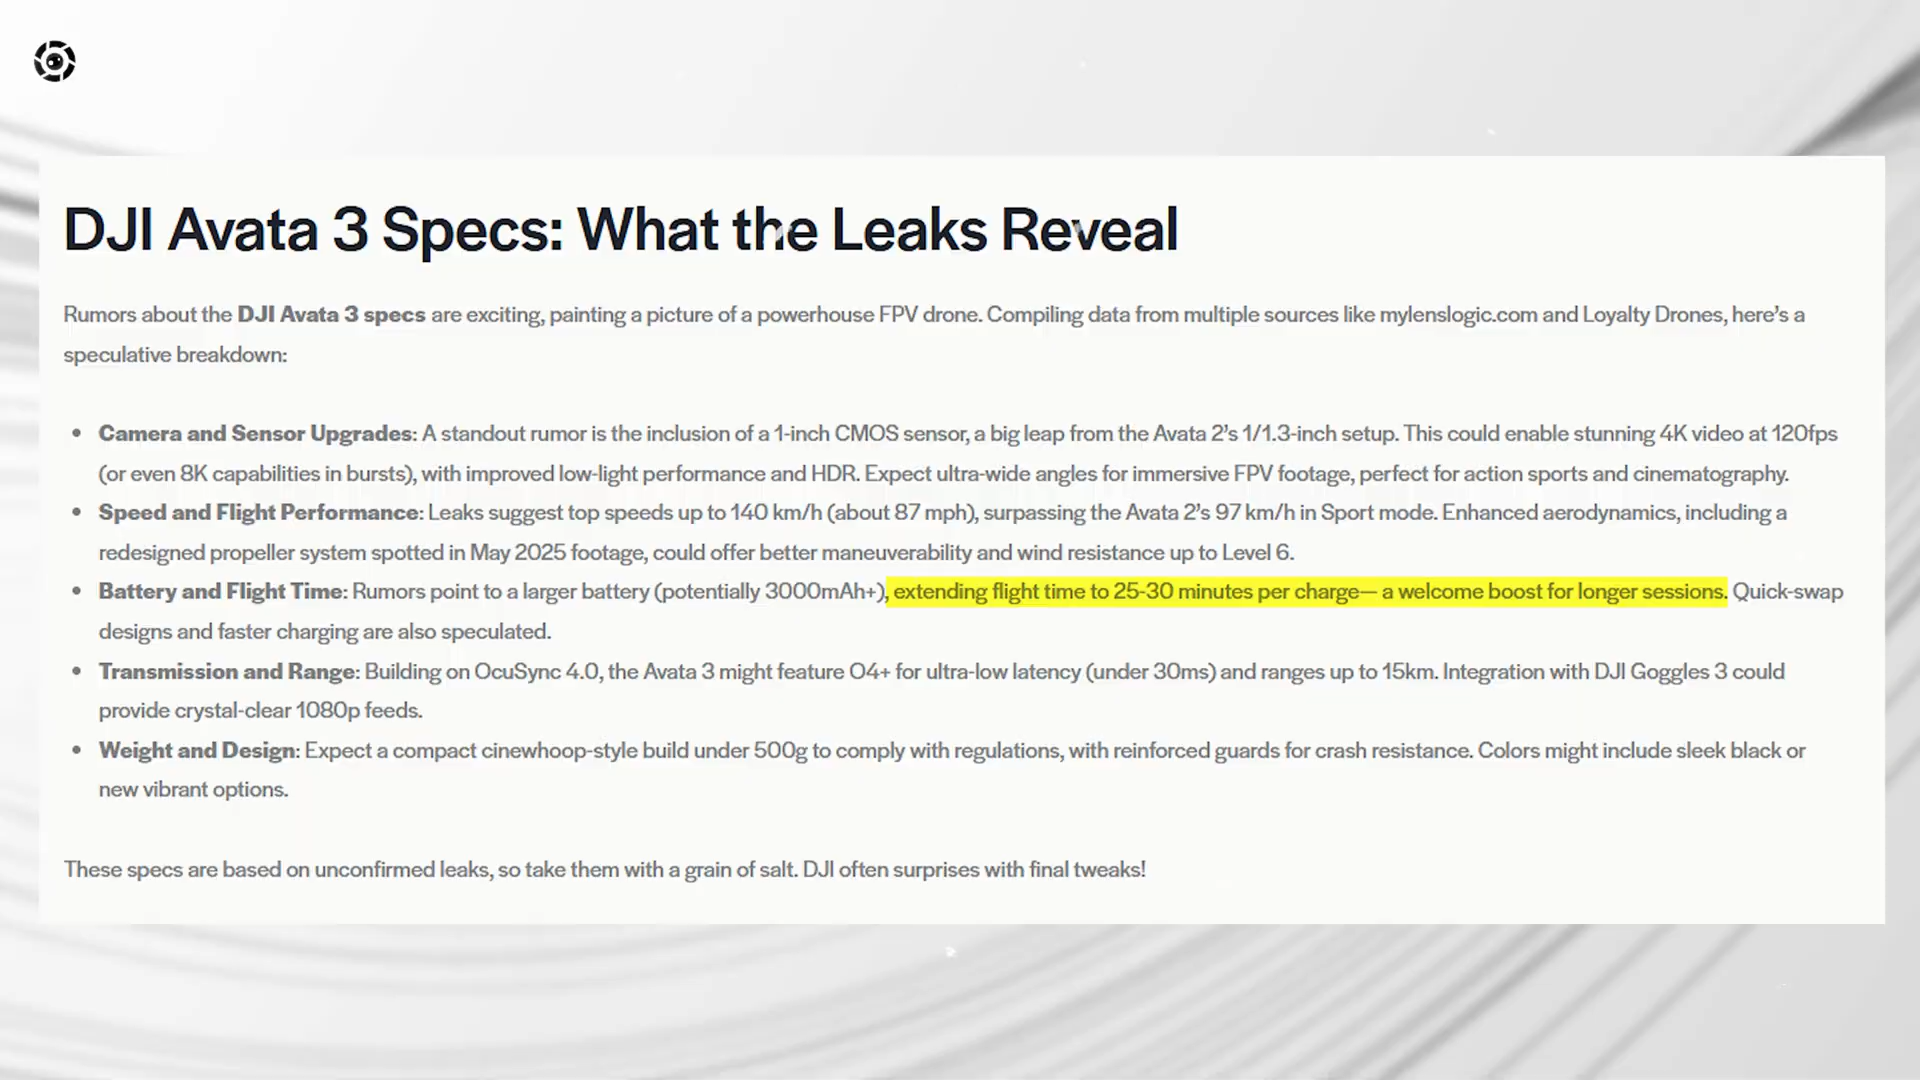 DJI Avata 3 Specs: What the Leaks Reveal
Rumors about the DJI Avata 3 specs are exciting, painting a picture of a powerhouse FPV drone. Compiling data from multiple sources like mylenslogic.com and Loyalty Drones, here’s a
speculative breakdown:
• Camera and Sensor Upgrades: A standout rumor is the inclusion of a 1-inch CMOS sensor, a big leap from the Avata 2’s 1/1.3-inch setup. This could enable stunning 4K video at 120fps
(or even 8K capabilities in bursts), with improved low-light performance and HDR. Expect ultra-wide angles for immersive FPV footage, perfect for action sports and cinematography.
• Speed and Flight Performance: Leaks suggest top speeds up to 140 km/h (about 87 mph), surpassing the Avata 2’s 97 km/h in Sport mode. Enhanced aerodynamics, including a
redesigned propeller system spotted in May 2025 footage, could offer better maneuverability and wind resistance up to Level 6.
• Battery and Flight Time: Rumors point to a larger battery (potentially 3000mAh+), extending flight time to 25-30 minutes per charge— a welcome boost for longer sessions. Quick-swap
designs and faster charging are also speculated.
• Transmission and Range: Building on OcuSync 4.0, the Avata 3 might feature O4+ for ultra-low latency (under 30ms) and ranges up to 15km. Integration with DJI Goggles 3 could
provide crystal-clear 1080p feeds.
• Weight and Design: Expect a compact cinewhoop-style build under 500g to comply with regulations, with reinforced guards for crash resistance. Colors might include sleek black or
new vibrant options.
These specs are based on unconfirmed leaks, so take them with a grain of salt. DJI often surprises with final tweaks!